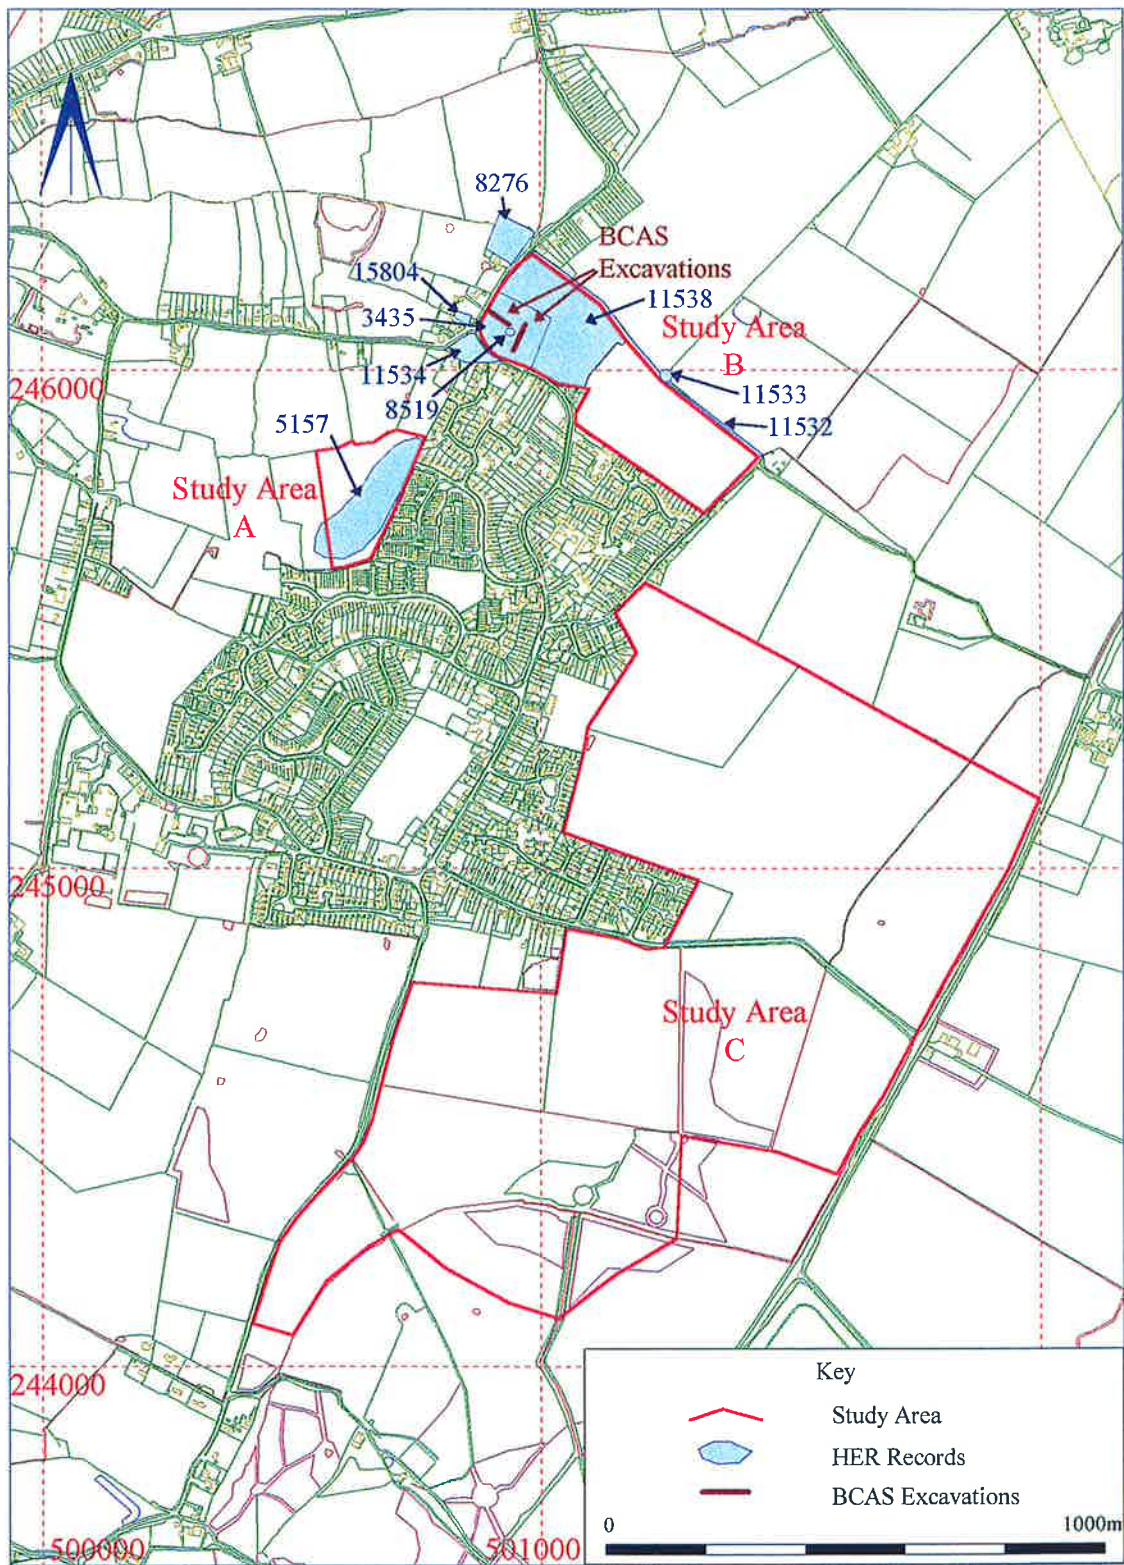 8276
BCAS
Excavations
15804
11538
3435
Study Area
B
11534
246000
8519
11533
11532
5157
Study Area
A
245000
Study Area
C
244000
Key
Study Area
HER Records
BCAS Excavations
0
1000m
500000
501000